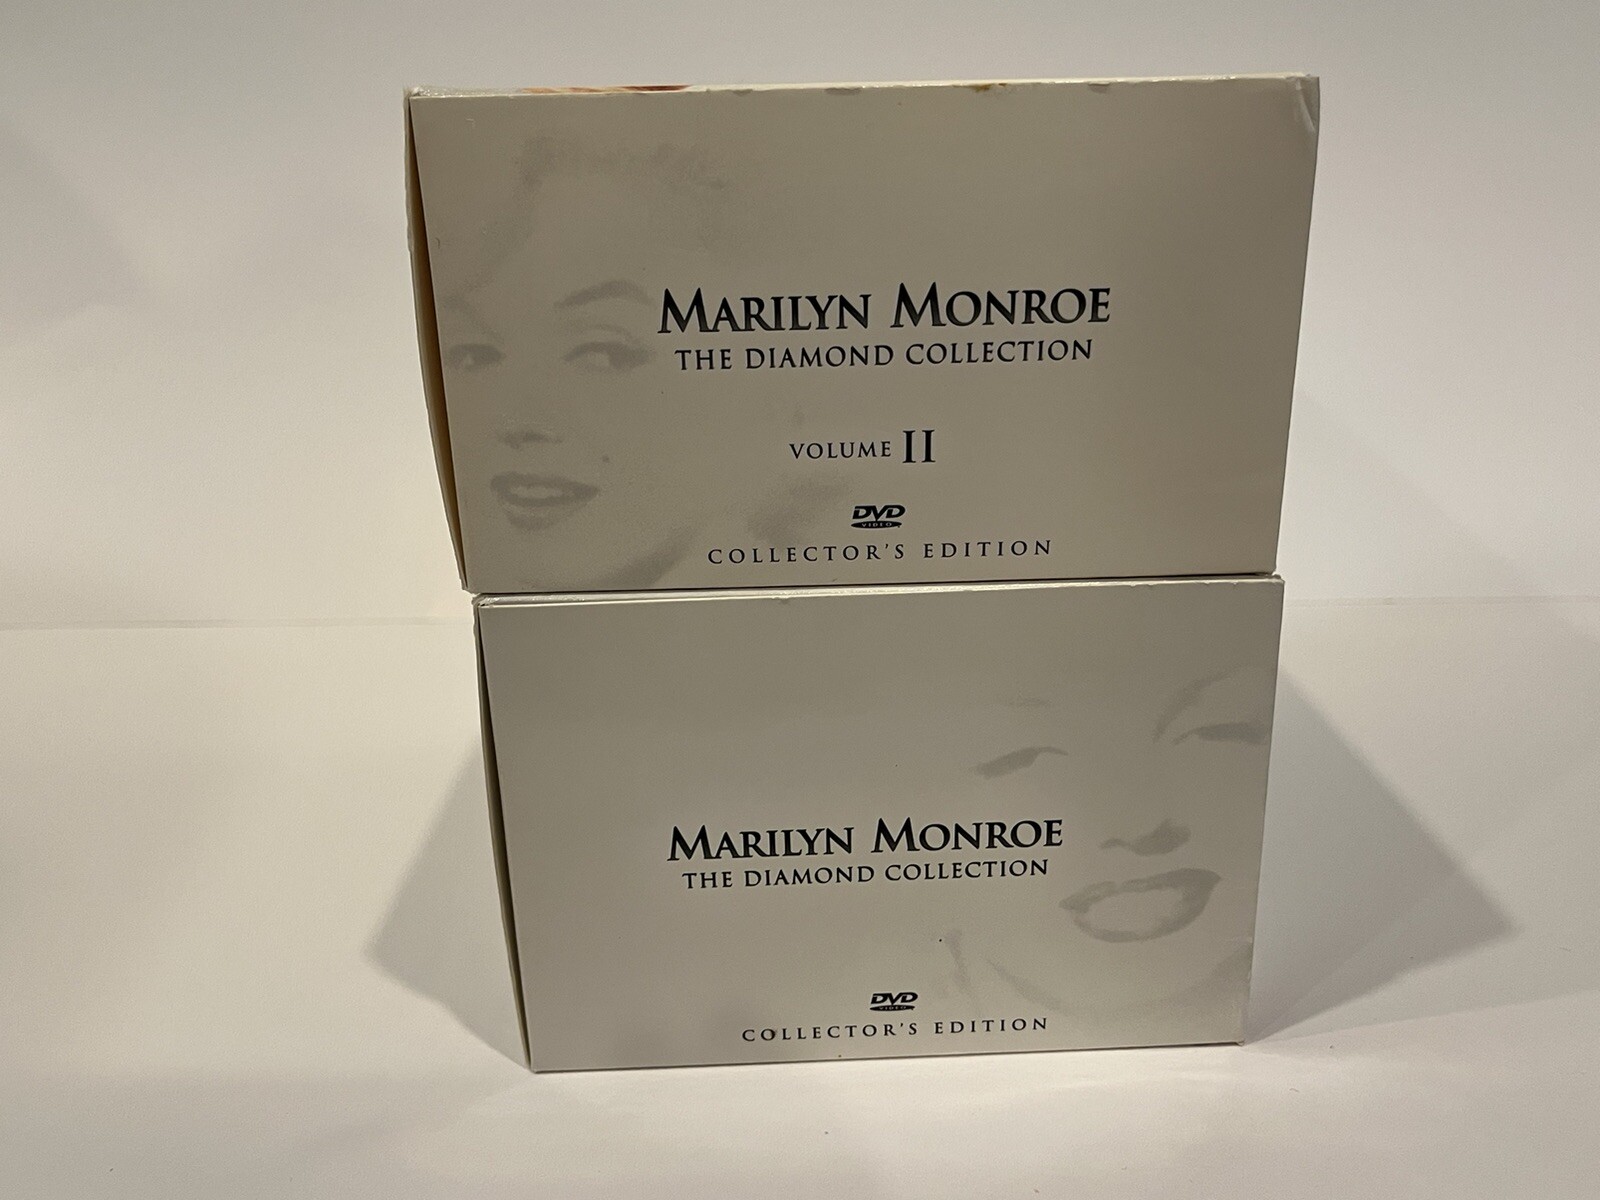 MARILYN MONROE
THE DIAMOND COLLECTION
VOLUME II
DVD
VIDEO
COLLECTOR'S EDITION
MARILYN MONROE
THE DIAMOND COLLECTION
DVD
VIDEO
COLLECTOR'S EDITION